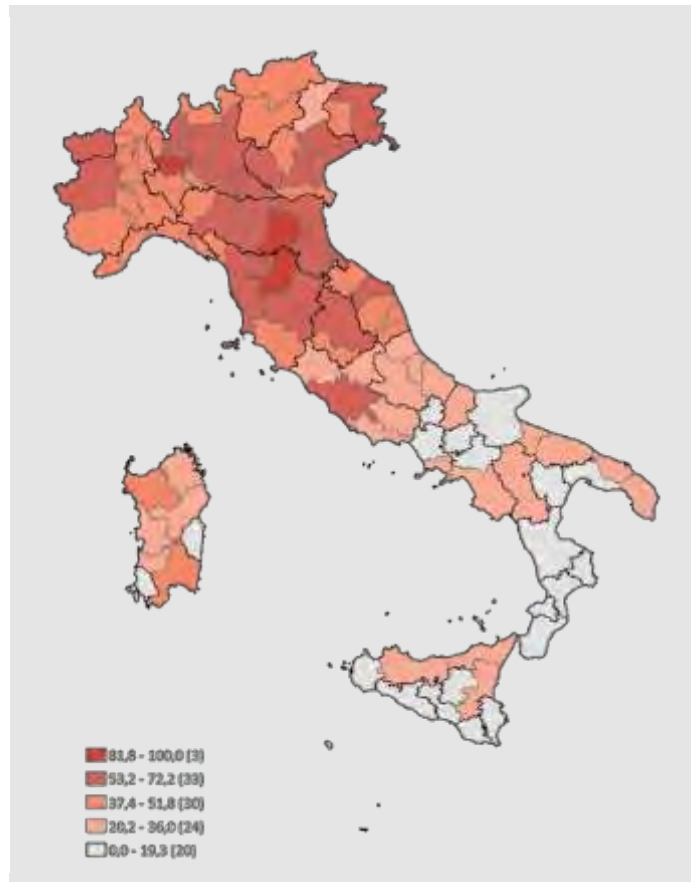 81,8 - 100,0 (3)
53,2 - 72,2 (33)
37,4 - 51,8 (30)
20,2 - 36,0 (24)
0,0 - 19,3 (20)